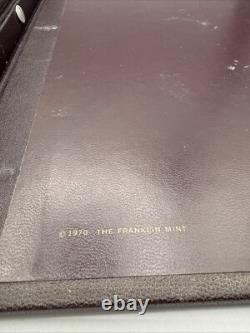 © 1970 THE FRANKLIN MINT